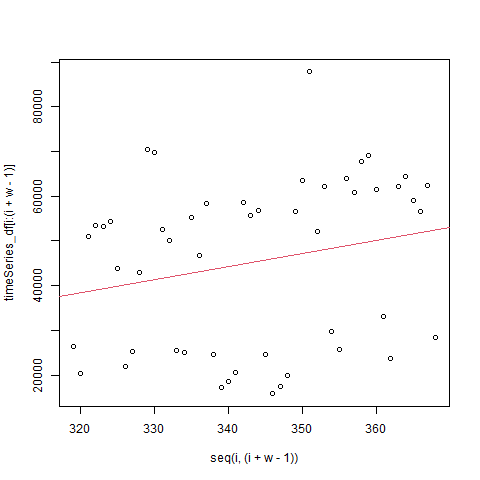 80000
60000
40000
20000
timeSeries_df[i:(i + w - 1)]
320 330 340 350 360
seq(i, (i + w - 1))